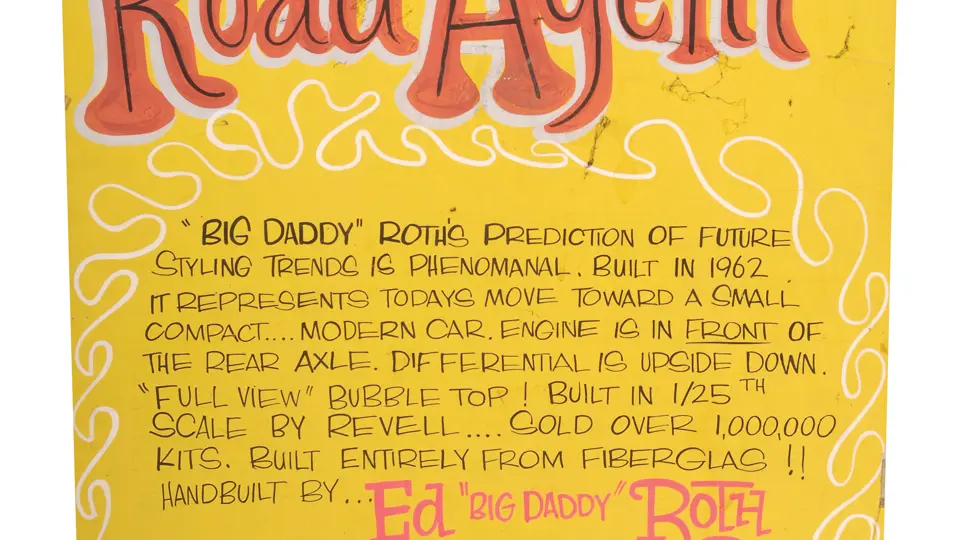 Road Agent
"BIG DADDY" ROTH'S PREDICTION OF FUTURE
STYLING TRENDS IS PHENOMANAL. BUILT IN 1962
IT REPRESENTS TODAYS MOVE TOWARD A SMALL
COMPACT.... MODERN CAR. ENGINE IS IN FRONT OF
THE REAR AXLE. DIFFERENTIAL IS UPSIDE DOWN.
"FULL VIEW" BUBBLE TOP! BUILT IN 1/25TH
SCALE BY REVELL.... SOLD OVER 1,000,000
KITS. BUILT ENTIRELY FROM FIBERGLAS!!
HANDBUILT BY... Ed "BIG DADDY" ROTH